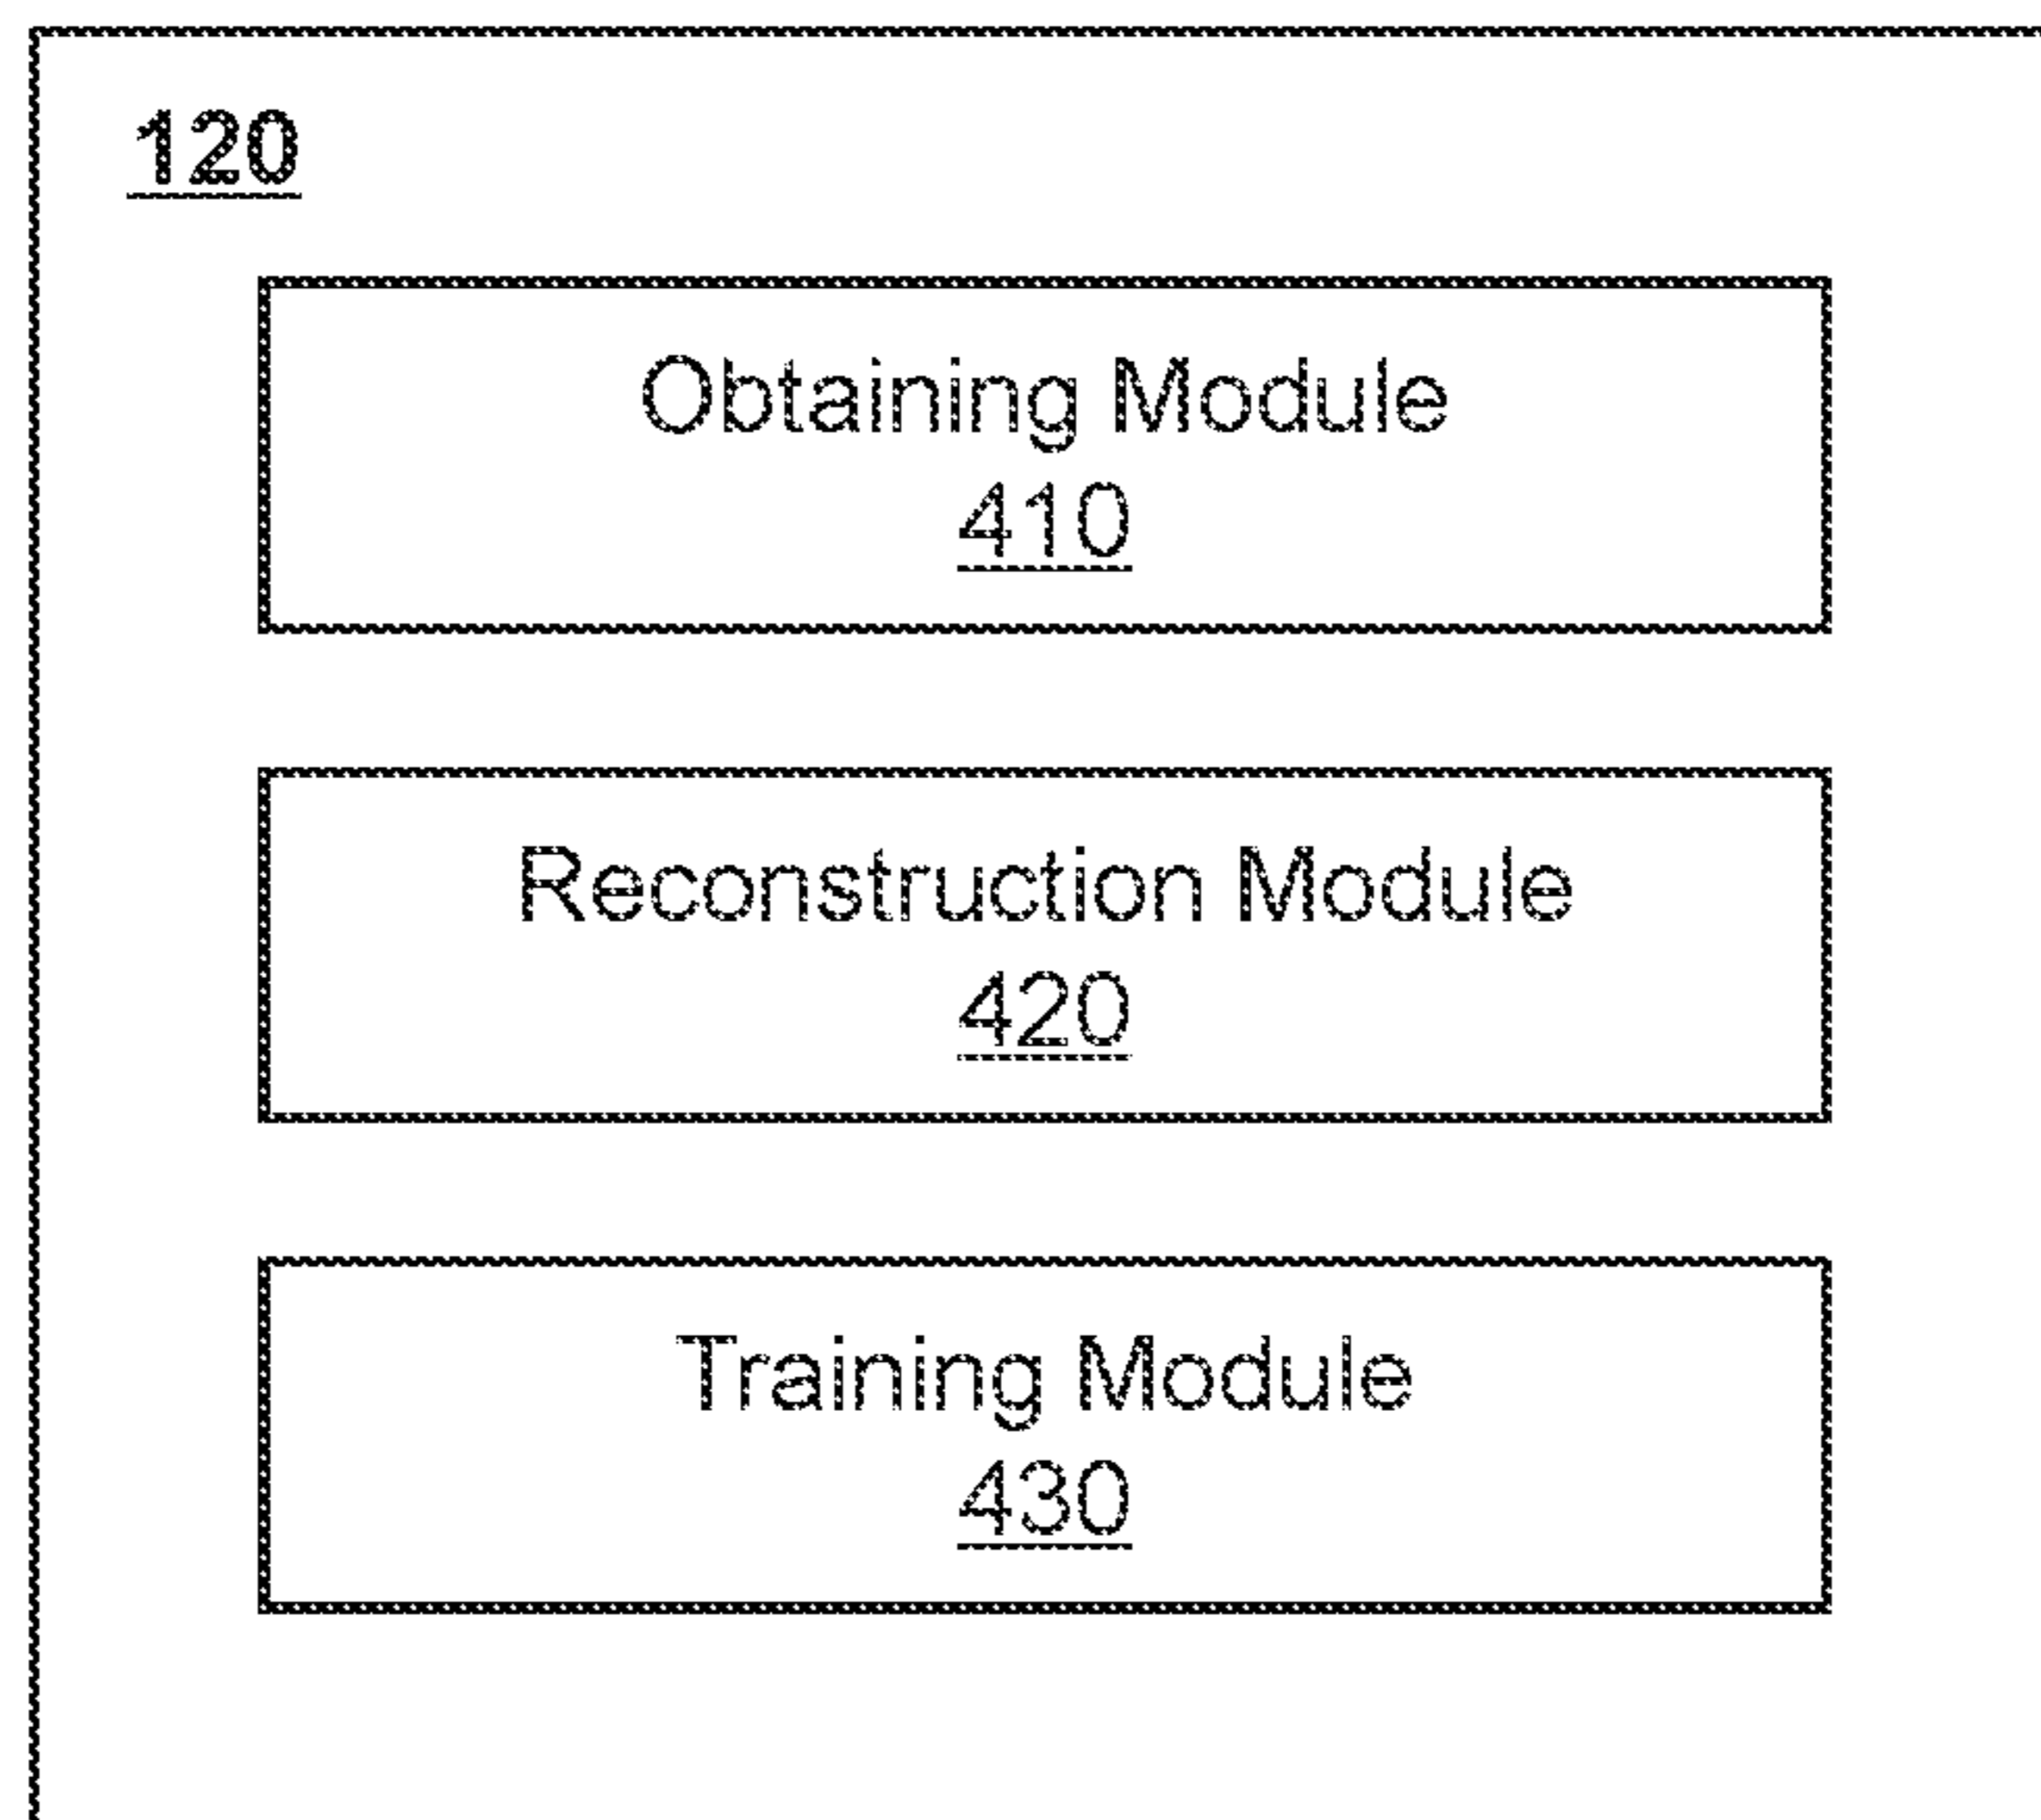 120
Obtaining Module
410
Reconstruction Module
420
Training Module
430